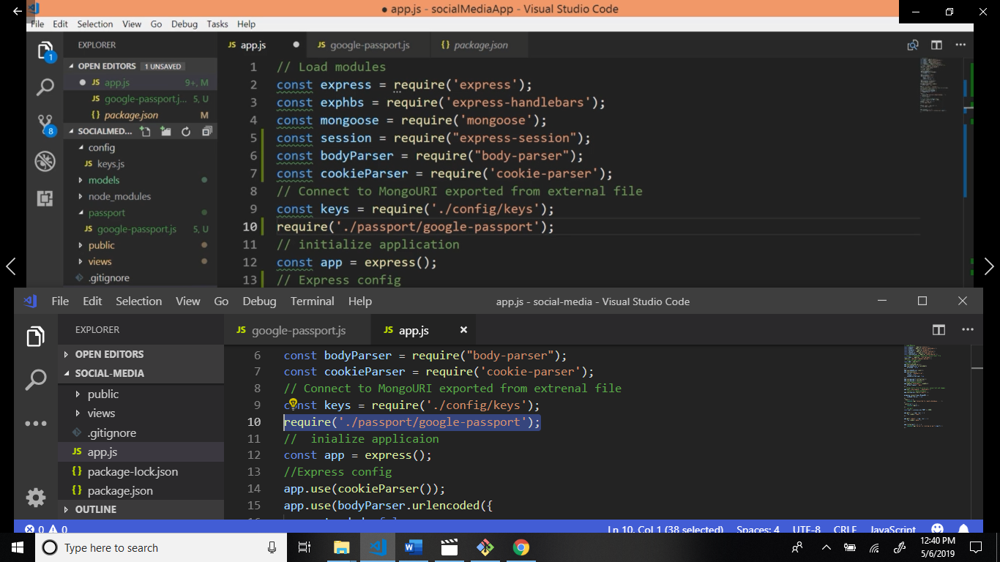 ● app.js - socialMediaApp - Visual Studio Code
File Edit Selection View Go Debug Tasks Help
EXPLORER
JS app.js ●
JS google-passport.js
{} package.json
OPEN EDITORS 1 UNSAVED
● JS app.js 9+, M
JS google-passport.j... 5, U
{} package.json M
SOCIALMED...
config
JS keys.js
models
node_modules
passport
JS google-passport.js 5, U
public
views
.gitignore
1
8
1 // Load modules
2 const express = require('express');
3 const exphbs = require('express-handlebars');
4 const mongoose = require('mongoose');
5 const session = require("express-session");
6 const bodyParser = require("body-parser");
7 const cookieParser = require('cookie-parser');
8 // Connect to MongoURI exported from external file
9 const keys = require('./config/keys');
10 require('./passport/google-passport');
11 // initialize application
12 const app = express();
13 // Express config
File Edit Selection View Go Debug Terminal Help
app.js - social-media - Visual Studio Code
EXPLORER
JS google-passport.js
JS app.js
OPEN EDITORS
SOCIAL-MEDIA
public
views
.gitignore
JS app.js
{} package-lock.json
{} package.json
OUTLINE
6 const bodyParser = require("body-parser");
7 const cookieParser = require('cookie-parser');
8 // Connect to MongoURI exported from extrenal file
9 const keys = require('./config/keys');
10 require('./passport/google-passport');
11 //  inialize applicaion
12 const app = express();
13 //Express config
14 app.use(cookieParser());
15 app.use(bodyParser.urlencoded({
0 0
Ln 10, Col 1 (38 selected) Spaces: 4 UTF-8 CRLF JavaScript
Type here to search
12:40 PM
5/6/2019